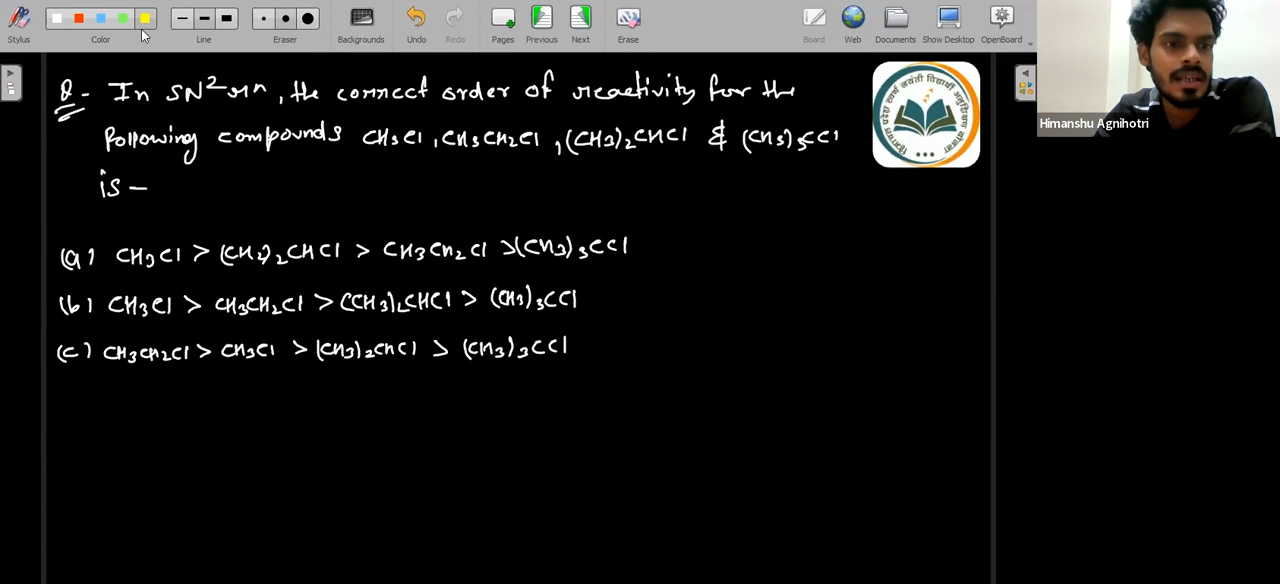 Stylus
Color
Line
Eraser
Backgrounds
Undo
Redo
Pages
Previous
Next
Erase
Board
Web
Documents
Show Desktop
OpenBoard
Q - In SN2 rxn, the correct order of reactivity for the
following compounds CH3Cl, CH3CH2Cl, (CH3)2CHCl & (CH3)3CCl
is -
(a) CH3Cl > (CH3)2CHCl > CH3CH2Cl > (CH3)3CCl
(b) CH3Cl > CH3CH2Cl > (CH3)2CHCl > (CH3)3CCl
(c) CH3CH2Cl > CH3Cl > (CH3)2CHCl > (CH3)3CCl
Himanshu Agnihotri